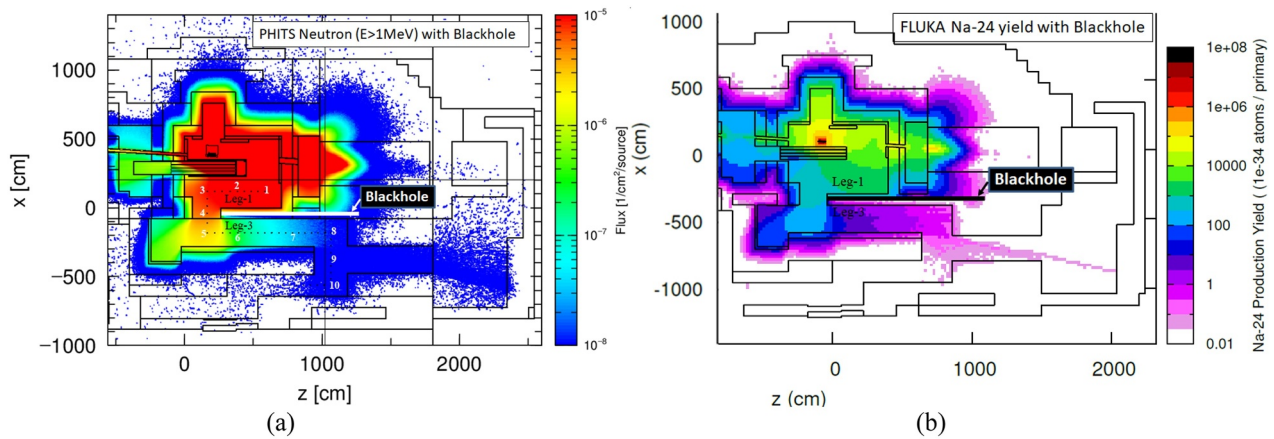 PHITS Neutron (E>1MeV) with Blackhole
1000
500
0
−500
−1000
x [cm]
0
1000
2000
z [cm]
3
2
1
Leg-1
4
Leg-3
5
6
7
8
9
10
Blackhole
10⁻⁵
10⁻⁶
10⁻⁷
10⁻⁸
Flux [1/cm²/source]
(a)
FLUKA Na-24 yield with Blackhole
1000
500
0
-500
-1000
x (cm)
0
1000
2000
z (cm)
Leg-1
Leg-3
Blackhole
1e+08
1e+06
10000
100
1
0.01
Na-24 Production Yield ( (1e-34 atoms/ primary)
(b)